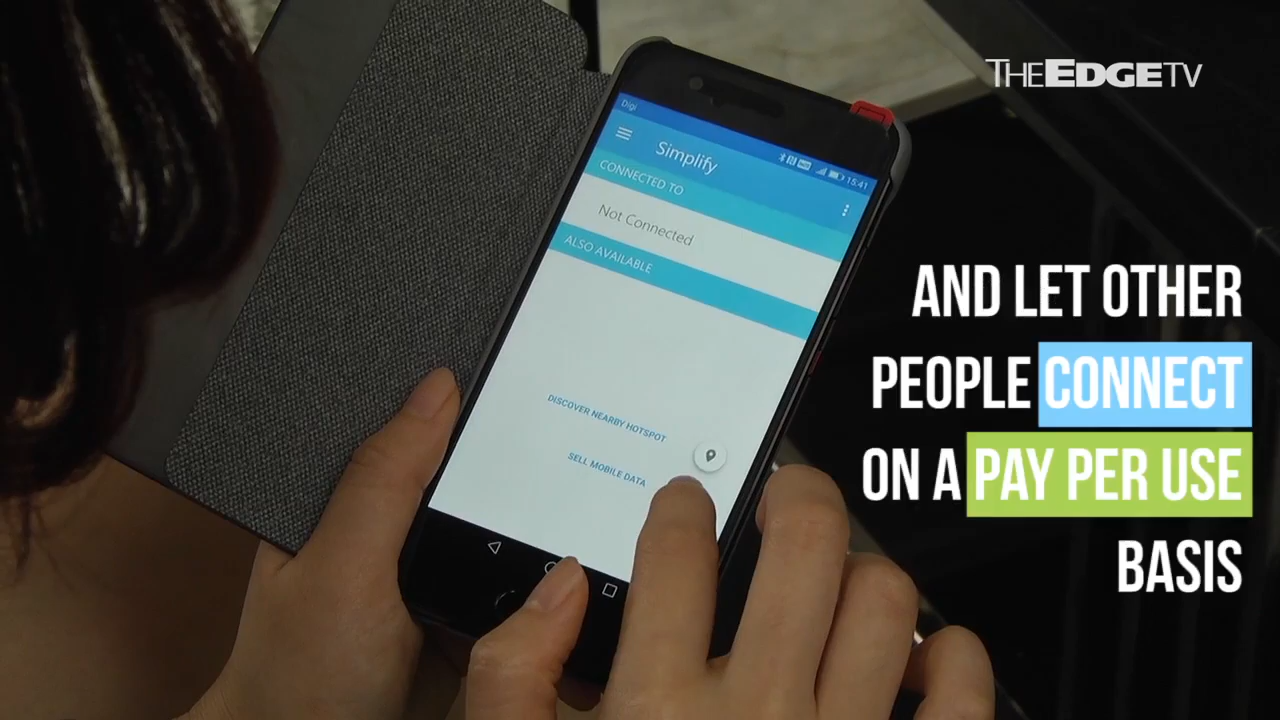 THEEDGETV
Digi
15:41
Simplify
CONNECTED TO
Not Connected
ALSO AVAILABLE
DISCOVER NEARBY HOTSPOT
SELL MOBILE DATA
AND LET OTHER
PEOPLE CONNECT
ON A PAY PER USE
BASIS